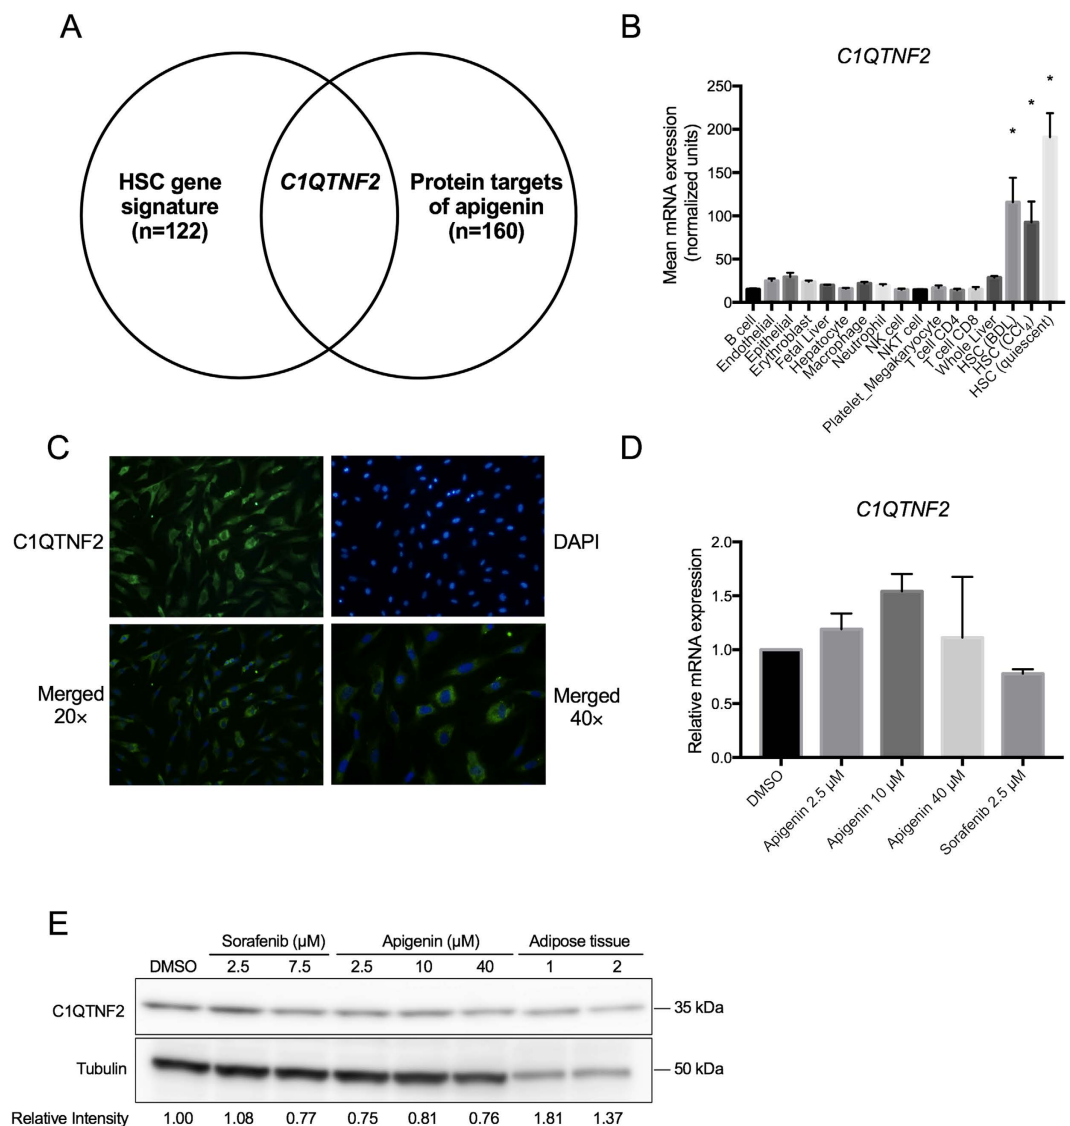 A
HSC gene
signature
(n=122)
C1QTNF2
Protein targets
of apigenin
(n=160)
B
C1QTNF2
Mean mRNA exression
(normalized units)
250
200
150
100
50
0
*
*
*
B cell
Endothelial
Epithelial
Erythroblast
Fetal Liver
Hepatocyte
Macrophage
Neutrophil
NK cell
NKT cell
Platelet_Megakaryocyte
T cell CD4
T cell CD8
Whole Liver
HSC (BDL)
HSC (CCl4)
HSC (quiescent)
C
C1QTNF2
DAPI
Merged
20×
Merged
40×
D
C1QTNF2
Relative mRNA expression
2.0
1.5
1.0
0.5
0.0
DMSO
Apigenin 2.5 µM
Apigenin 10 µM
Apigenin 40 µM
Sorafenib 2.5 µM
E
Sorafenib (µM) Apigenin (µM) Adipose tissue
DMSO 2.5 7.5 2.5 10 40 1 2
C1QTNF2 35 kDa
Tubulin 50 kDa
Relative Intensity 1.00 1.08 0.77 0.75 0.81 0.76 1.81 1.37